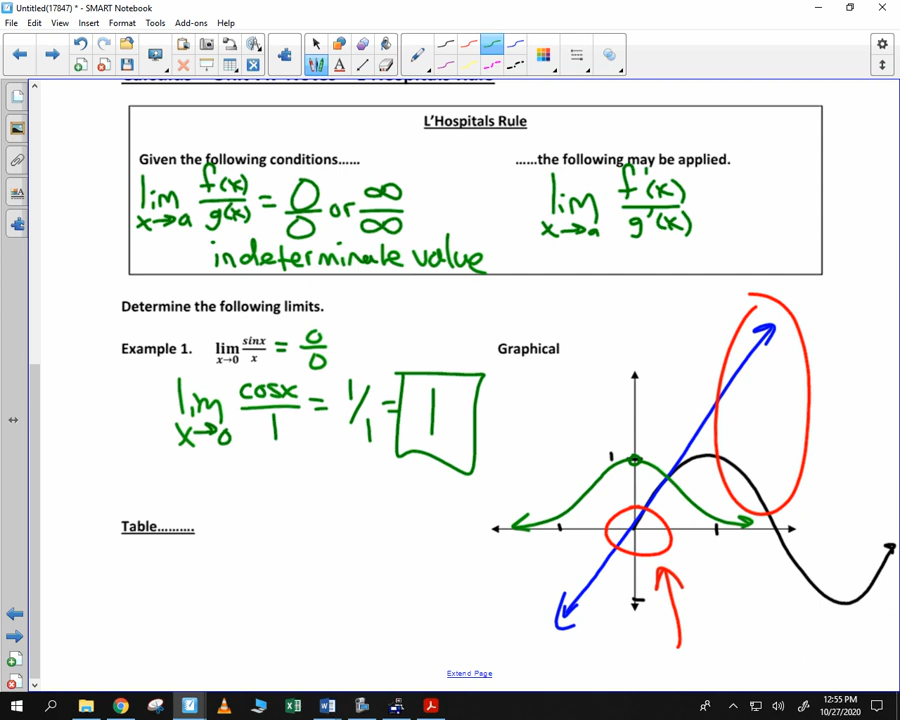 Untitled(17847) * - SMART Notebook
File Edit View Insert Format Tools Add-ons Help
L'Hospitals Rule
Given the following conditions...... ......the following may be applied.
lim x→a f(x)/g(x) = 0/0 or ∞/∞
lim x→a f'(x)/g'(x)
indeterminate value
Determine the following limits.
Example 1. lim x→0 sinx/x = 0/0
Graphical
lim x→0 cosx/1 = 1/1 = 1
1
Table..........
Extend Page
12:55 PM
10/27/2020